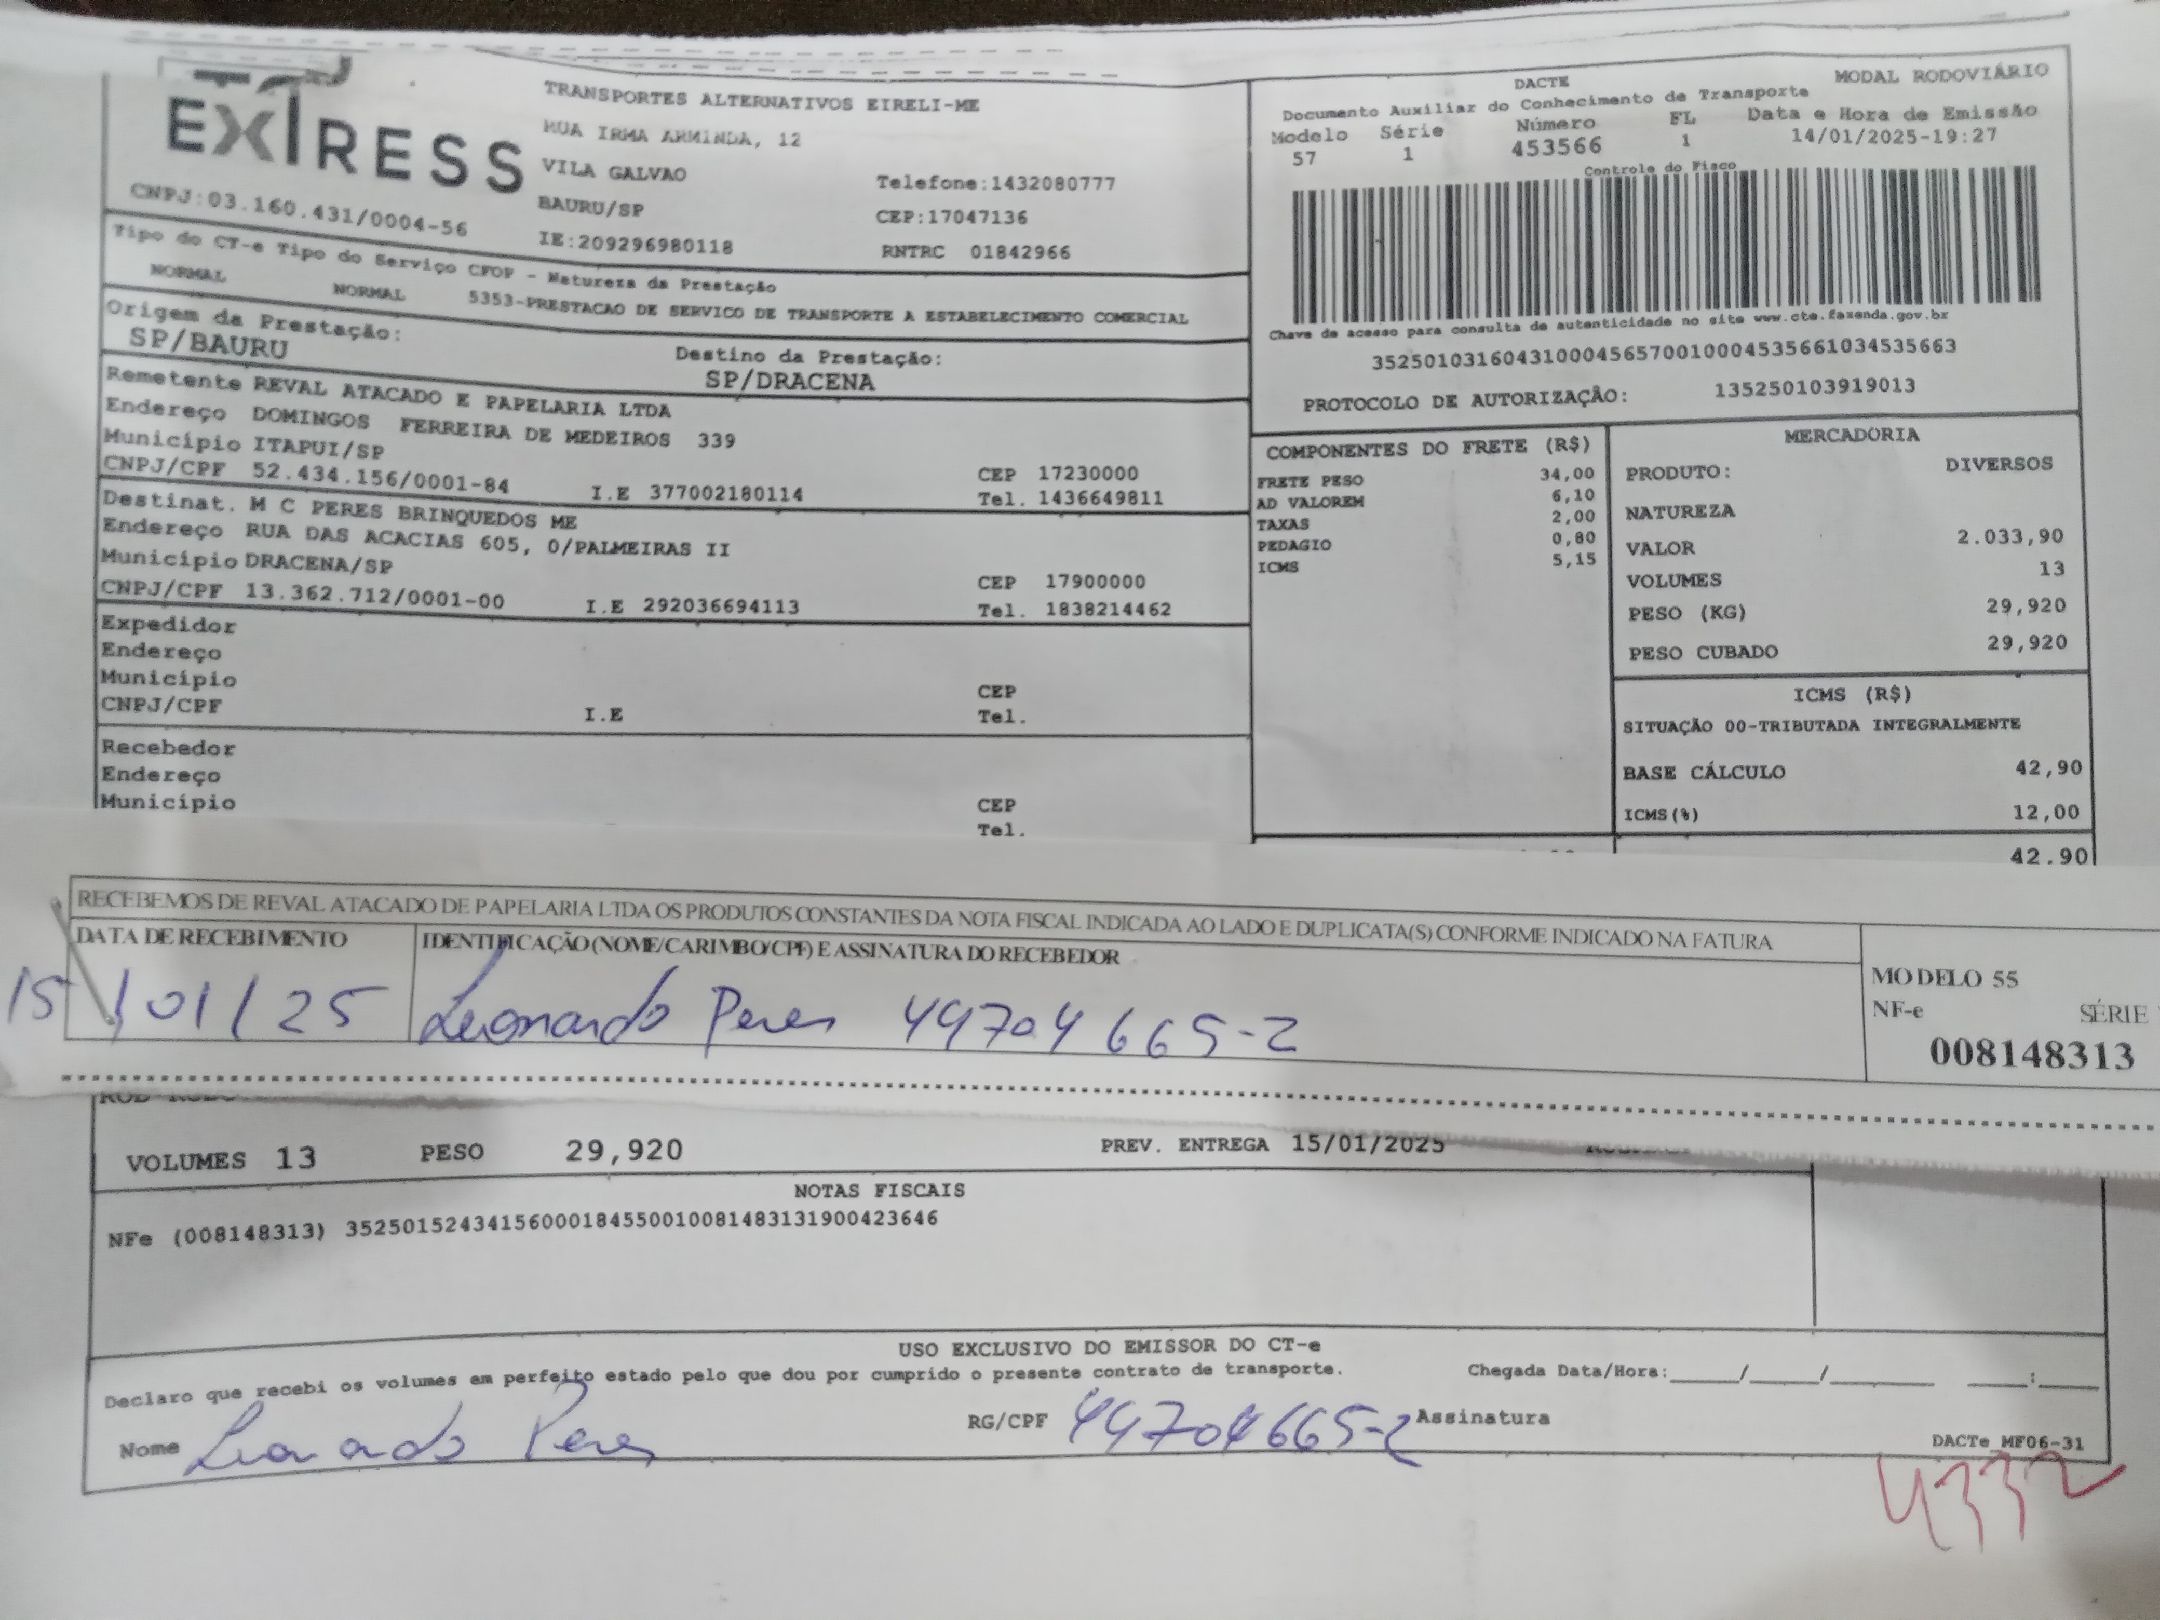 EXTRESS
CNPJ:03.160.431/0004-56
TRANSPORTES ALTERNATIVOS EIRELI-ME
RUA IRMA ARMINDA, 12
VILA GALVAO
Telefone:1432080777
BAURU/SP
CEP:17047136
IE:209296980118
RNTRC 01842966
DACTE
MODAL RODOVIÁRIO
Documento Auxiliar do Conhecimento de Transporte
Modelo Série Número FL Data e Hora de Emissão
57 1 453566 1 14/01/2025-19:27
Controle do Fisco
Chave de acesso para consulta de autenticidade no site www.cte.fazenda.gov.br
35250103160431000456570010004535661034535663
PROTOCOLO DE AUTORIZAÇÃO: 135250103919013
Tipo do CT-e Tipo do Serviço CFOP - Natureza da Prestação
NORMAL NORMAL 5353-PRESTACAO DE SERVICO DE TRANSPORTE A ESTABELECIMENTO COMERCIAL
Origem da Prestação:
SP/BAURU
Destino da Prestação:
SP/DRACENA
Remetente REVAL ATACADO E PAPELARIA LTDA
Endereço DOMINGOS FERREIRA DE MEDEIROS 339
Município ITAPUI/SP
CEP 17230000
CNPJ/CPF 52.434.156/0001-84 I.E 377002180114 Tel. 1436649811
Destinat. M C PERES BRINQUEDOS ME
Endereço RUA DAS ACACIAS 605, 0/PALMEIRAS II
Município DRACENA/SP
CEP 17900000
CNPJ/CPF 13.362.712/0001-00 I.E 292036694113 Tel. 1838214462
Expedidor
Endereço
Município
CEP
CNPJ/CPF I.E Tel.
Recebedor
Endereço
Município
CEP
Tel.
COMPONENTES DO FRETE (R$)
FRETE PESO 34,00
AD VALOREM 6,10
TAXAS 2,00
PEDAGIO 0,80
ICMS 5,15
MERCADORIA
PRODUTO: DIVERSOS
NATUREZA
VALOR 2.033,90
VOLUMES 13
PESO (KG) 29,920
PESO CUBADO 29,920
ICMS (R$)
SITUAÇÃO 00-TRIBUTADA INTEGRALMENTE
BASE CÁLCULO 42,90
ICMS(%) 12,00
42.90
RECEBEMOS DE REVAL ATACADO DE PAPELARIA LTDA OS PRODUTOS CONSTANTES DA NOTA FISCAL INDICADA AO LADO E DUPLICATA(S) CONFORME INDICADO NA FATURA
DATA DE RECEBIMENTO
IDENTIFICAÇÃO (NOME/CARIMBO/CPF) E ASSINATURA DO RECEBEDOR
15/01/25
Leonardo Peres 49704665-2
MODELO 55
NF-e SÉRIE
008148313
VOLUMES 13 PESO 29,920 PREV. ENTREGA 15/01/2025
NOTAS FISCAIS
NFe (008148313) 35250152434156000184550010081483131900423646
USO EXCLUSIVO DO EMISSOR DO CT-e
Declaro que recebi os volumes em perfeito estado pelo que dou por cumprido o presente contrato de transporte.
Chegada Data/Hora:____/____/____ ____:____
Nome Leonardo Peres RG/CPF 49704665-2 Assinatura
DACTe MF06-31
4332